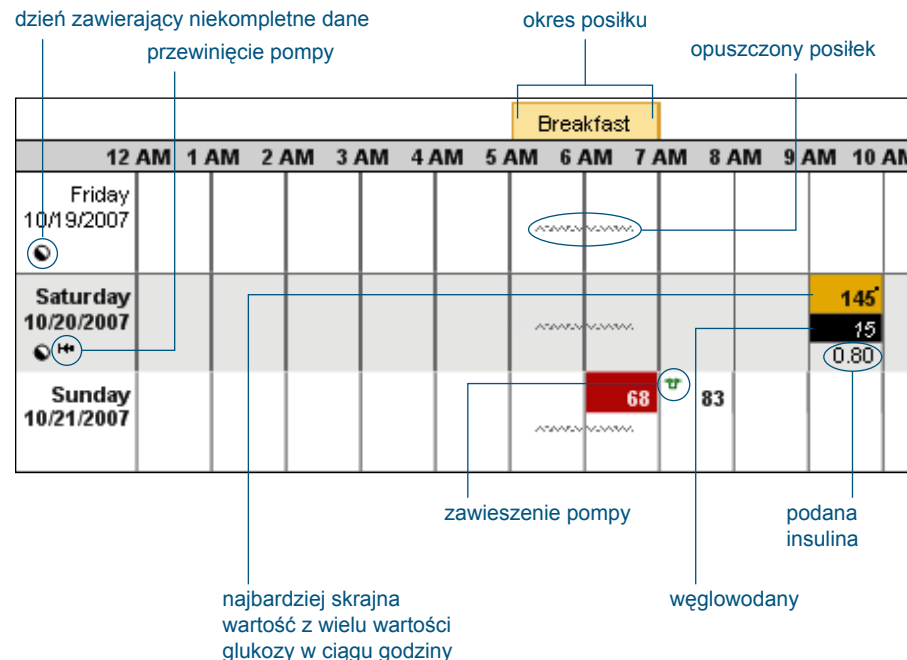 dzień zawierający niekompletne dane
okres posiłku
przewinięcie pompy
opuszczony posiłek
Breakfast
12 AM 1 AM 2 AM 3 AM 4 AM 5 AM 6 AM 7 AM 8 AM 9 AM 10 AM
Friday
10/19/2007
Saturday
145
10/20/2007
15
0.80
Sunday
68 83
10/21/2007
zawieszenie pompy
podana
insulina
najbardziej skrajna
wartość z wielu wartości
glukozy w ciągu godziny
węglowodany